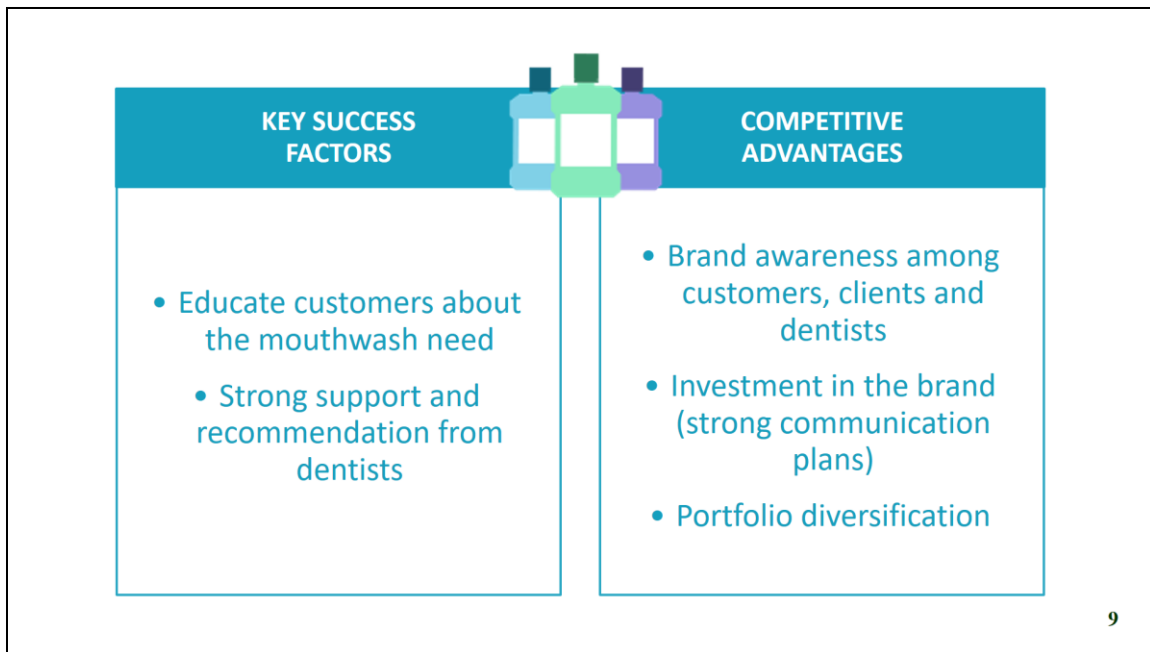 KEY SUCCESS
FACTORS
• Educate customers about
the mouthwash need
• Strong support and
recommendation from
dentists
COMPETITIVE
ADVANTAGES
• Brand awareness among
customers, clients and
dentists
• Investment in the brand
(strong communication
plans)
• Portfolio diversification
9